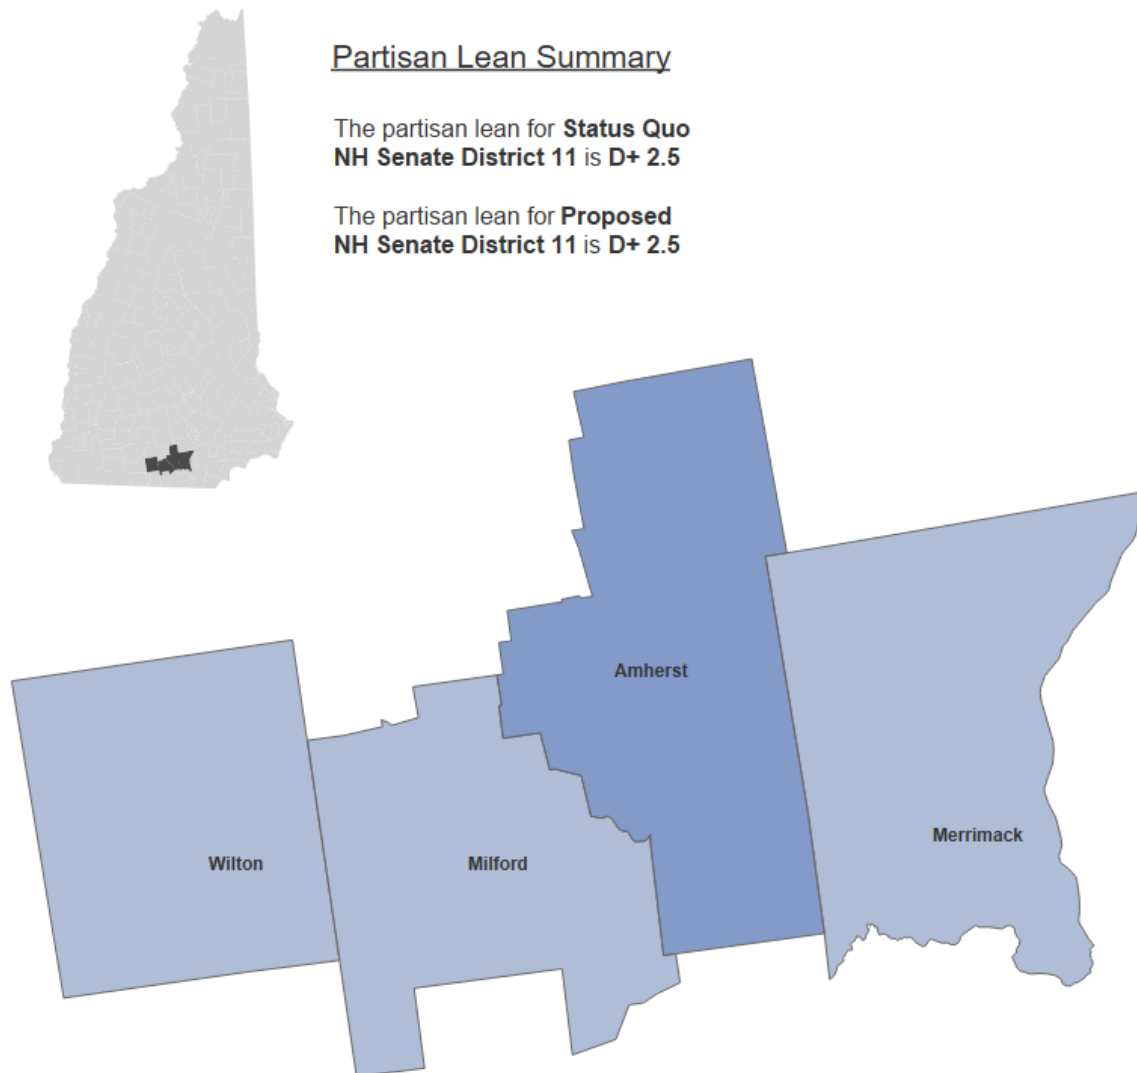 Partisan Lean Summary
The partisan lean for Status Quo
NH Senate District 11 is D+ 2.5
The partisan lean for Proposed
NH Senate District 11 is D+ 2.5
Amherst
Merrimack
Wilton
Milford